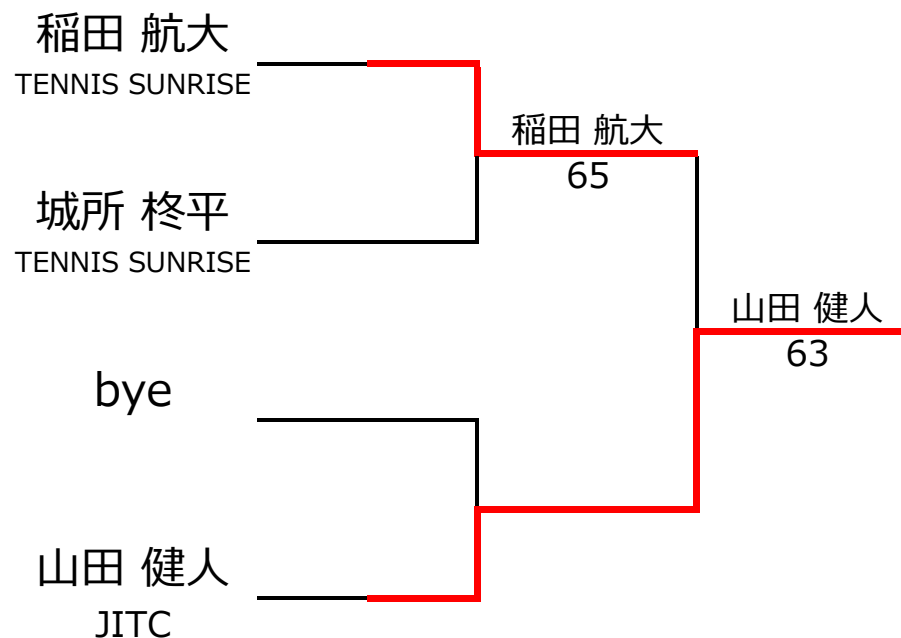 稲田 航大
TENNIS SUNRISE
稲田 航大
65
城所 柊平
TENNIS SUNRISE
山田 健人
63
bye
山田 健人
JITC